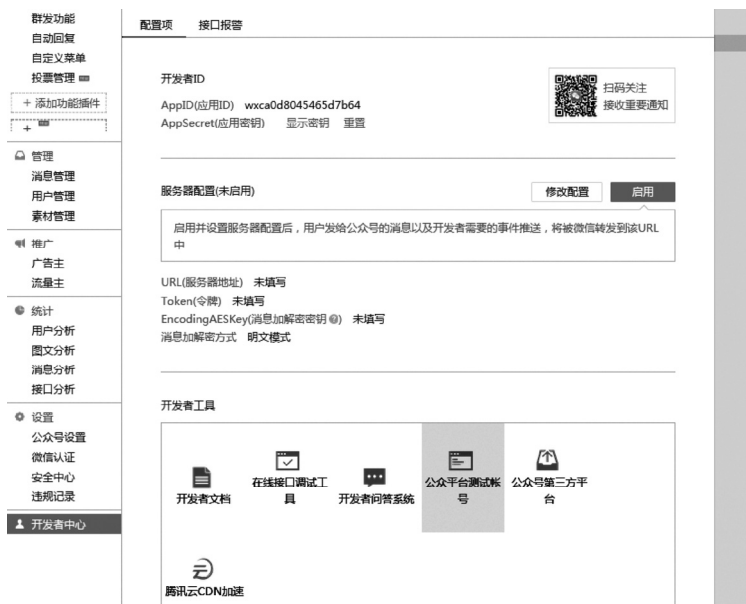 群发功能
自动回复
自定义菜单
投票管理
+ 添加功能插件
+
管理
消息管理
用户管理
素材管理
推广
广告主
流量主
统计
用户分析
图文分析
消息分析
接口分析
设置
公众号设置
微信认证
安全中心
违规记录
开发者中心
配置项 接口报警
开发者ID
AppID(应用ID) wxca0d8045465d7b64
AppSecret(应用密钥) 显示密钥 重置
扫码关注
接收重要通知
服务器配置(未启用)
修改配置 启用
启用并设置服务器配置后，用户发给公众号的消息以及开发者需要的事件推送，将被微信转发到该URL
中
URL(服务器地址) 未填写
Token(令牌) 未填写
EncodingAESKey(消息加解密密钥) 未填写
消息加解密方式 明文模式
开发者工具
开发者文档
在线接口调试工
具
开发者问答系统
公众平台测试帐
号
公众号第三方平
台
腾讯云CDN加速